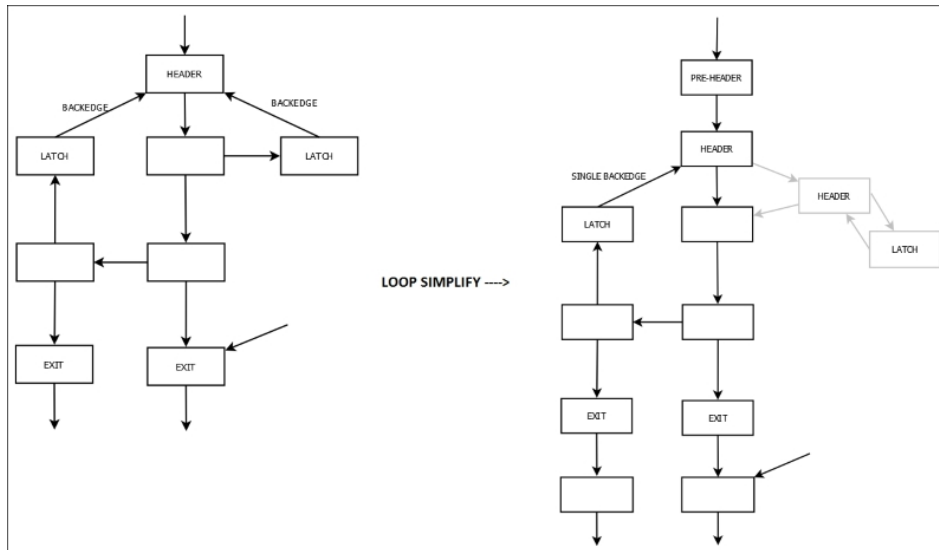 HEADER
BACKEDGE
BACKEDGE
LATCH
LATCH
EXIT
EXIT
LOOP SIMPLIFY ---->
PRE-HEADER
HEADER
SINGLE BACKEDGE
HEADER
LATCH
LATCH
EXIT
EXIT